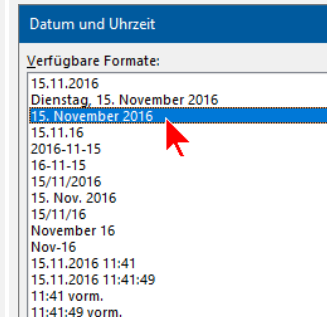 Datum und Uhrzeit
Verfügbare Formate:
15.11.2016
Dienstag, 15. November 2016
15. November 2016
15.11.16
2016-11-15
16-11-15
15/11/2016
15. Nov. 2016
15/11/16
November 16
Nov-16
15.11.2016 11:41
15.11.2016 11:41:49
11:41 vorm.
11:41:49 vorm.